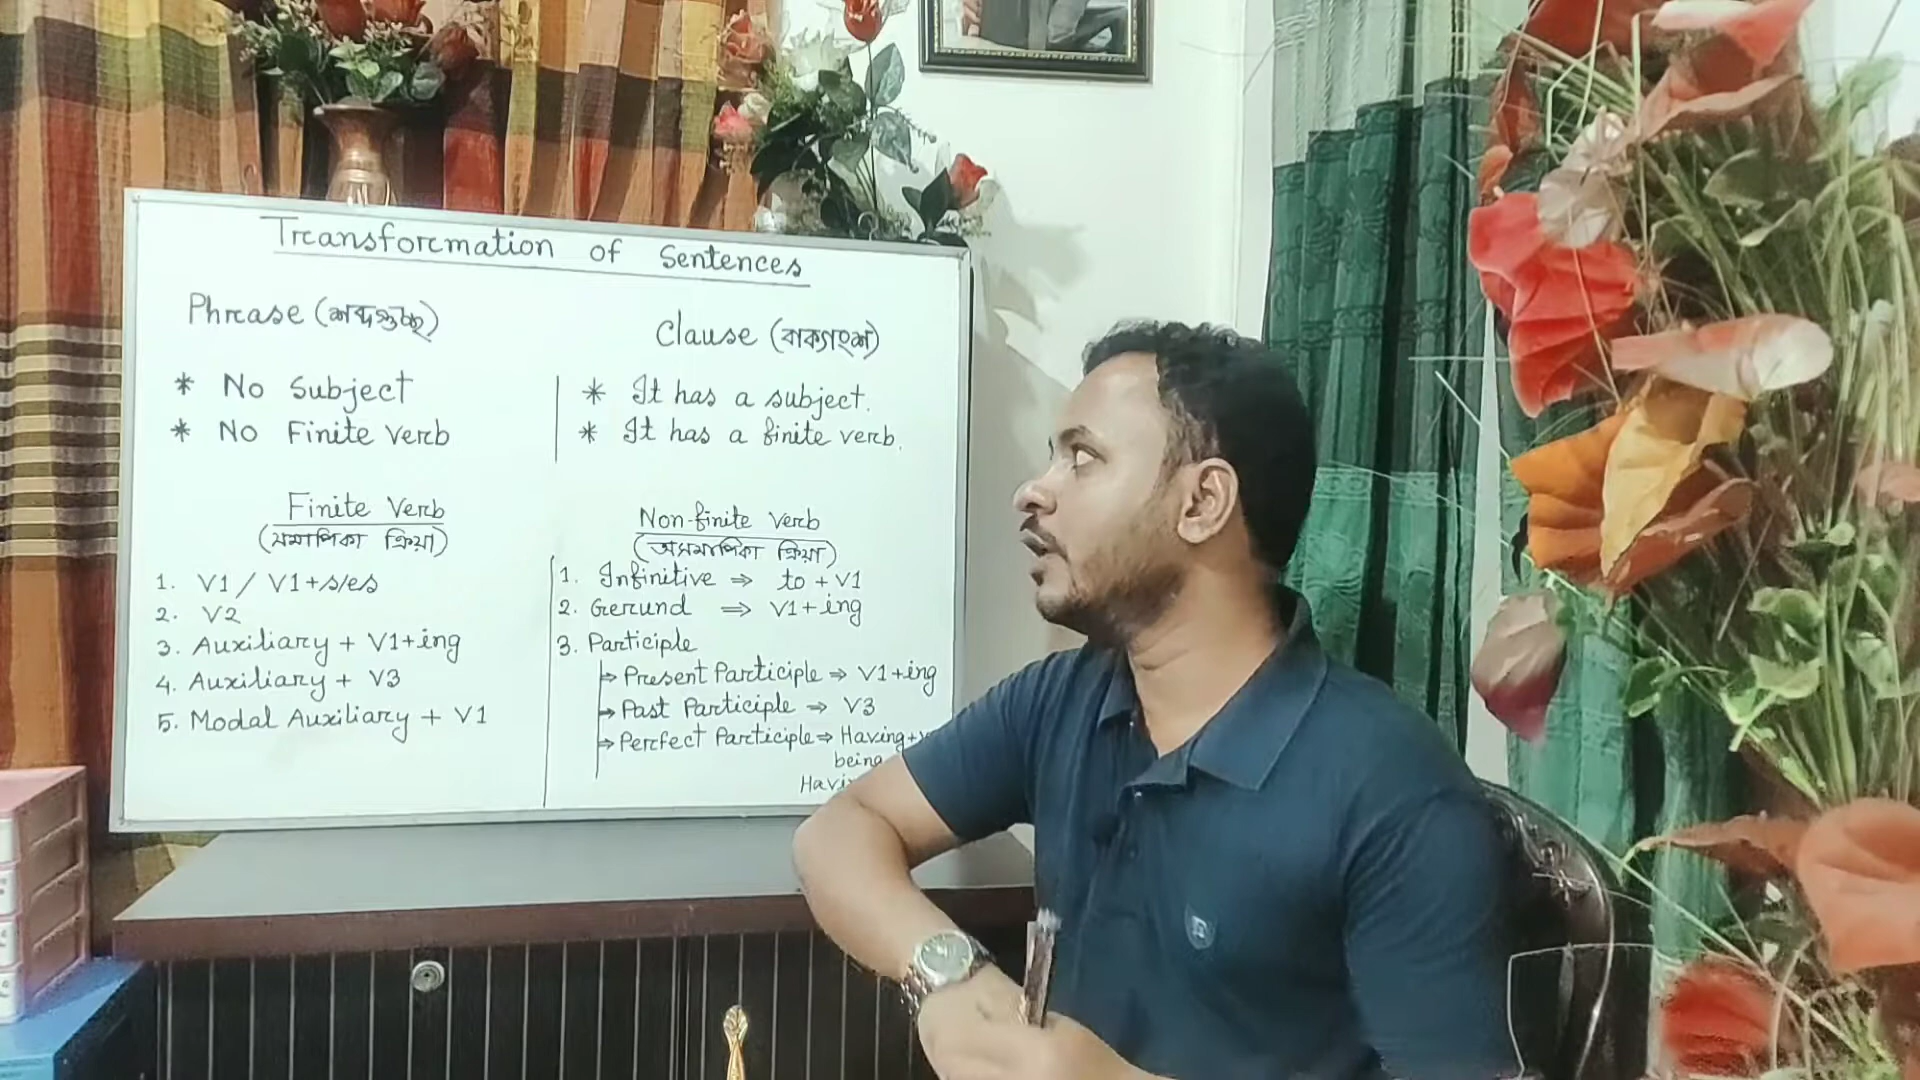 Transformation of Sentences
Phrase (শব্দগুচ্ছ)
* No Subject
* No Finite Verb
Clause (বাক্যাংশ)
* It has a subject.
* It has a finite verb.
Finite Verb
(সমাপিকা ক্রিয়া)
1. V1 / V1+s/es
2. V2
3. Auxiliary + V1+ing
4. Auxiliary + V3
5. Modal Auxiliary + V1
Non-finite Verb
(অসমাপিকা ক্রিয়া)
1. Infinitive ⇒ to + V1
2. Gerund ⇒ V1+ing
3. Participle
→ Present Participle ⇒ V1+ing
→ Past Participle ⇒ V3
→ Perfect Participle ⇒ Having+
being